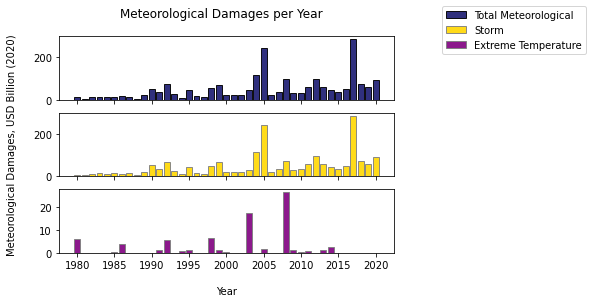 Meteorological Damages per Year
Total Meteorological
Storm
Extreme Temperature
Meteorological Damages, USD Billion (2020)
200
0
200
0
20
10
0
1980 1985 1990 1995 2000 2005 2010 2015 2020
Year